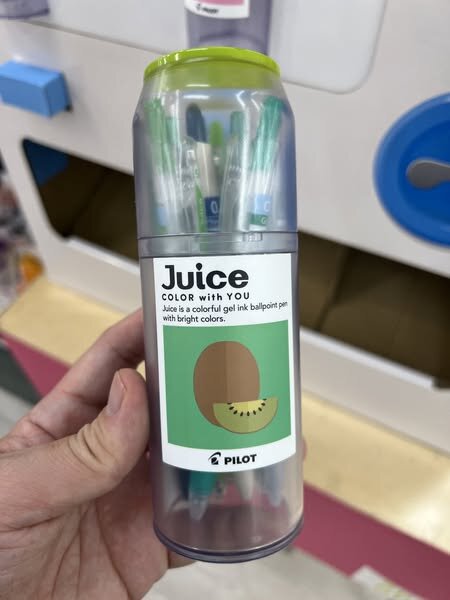 Juice
COLOR with YOU
Juice is a colorful gel ink ballpoint pen
with bright colors.
PILOT